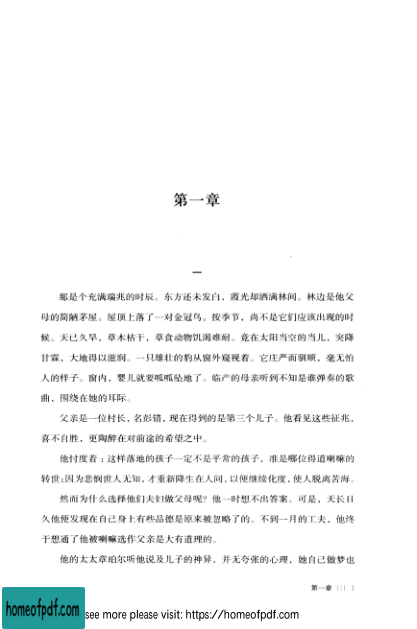 第一章
一
那是个充满瑞兆的时辰。东方还未发白，霞光却洒满林间。林边是他父
母的简陋茅屋。屋顶上落了一对金冠鸟。按季节，尚不是它们应该出现的时
候。天已久旱，草木枯干，草食动物饥渴难耐。竟在太阳当空的当儿，突降
甘霖，大地得以滋润。一只雄壮的豹从窗外窥视着。它庄严而驯顺，毫无怕
人的样子。窗内，婴儿就要呱呱坠地了。临产的母亲听到不知是谁弹奏的歌
曲，围绕在她的耳际。
父亲是一位村长，名彭错，现在得到的是第三个儿子。他看见这些征兆，
喜不自胜，更陶醉在对前途的希望之中。
他忖度着：这样落地的孩子一定不是平常的孩子，准是哪位得道喇嘛的
转世；因为悲悯世人无知，才重新降生在人间，以便继续化度，使人脱离苦海。
然而为什么选择他们夫妇做父母呢？他一时想不出答案。可是，天长日
久他便发现在自己身上有些品德是原来被忽略了的。不到一月的工夫，他终
于想通了他被喇嘛选作父亲是大有道理的。
他的太太章珀尔听他说及儿子的神异，并无夸张的心理，她自己做梦也
第一章
homeofpdf.com
see more please visit: https://homeofpdf.com